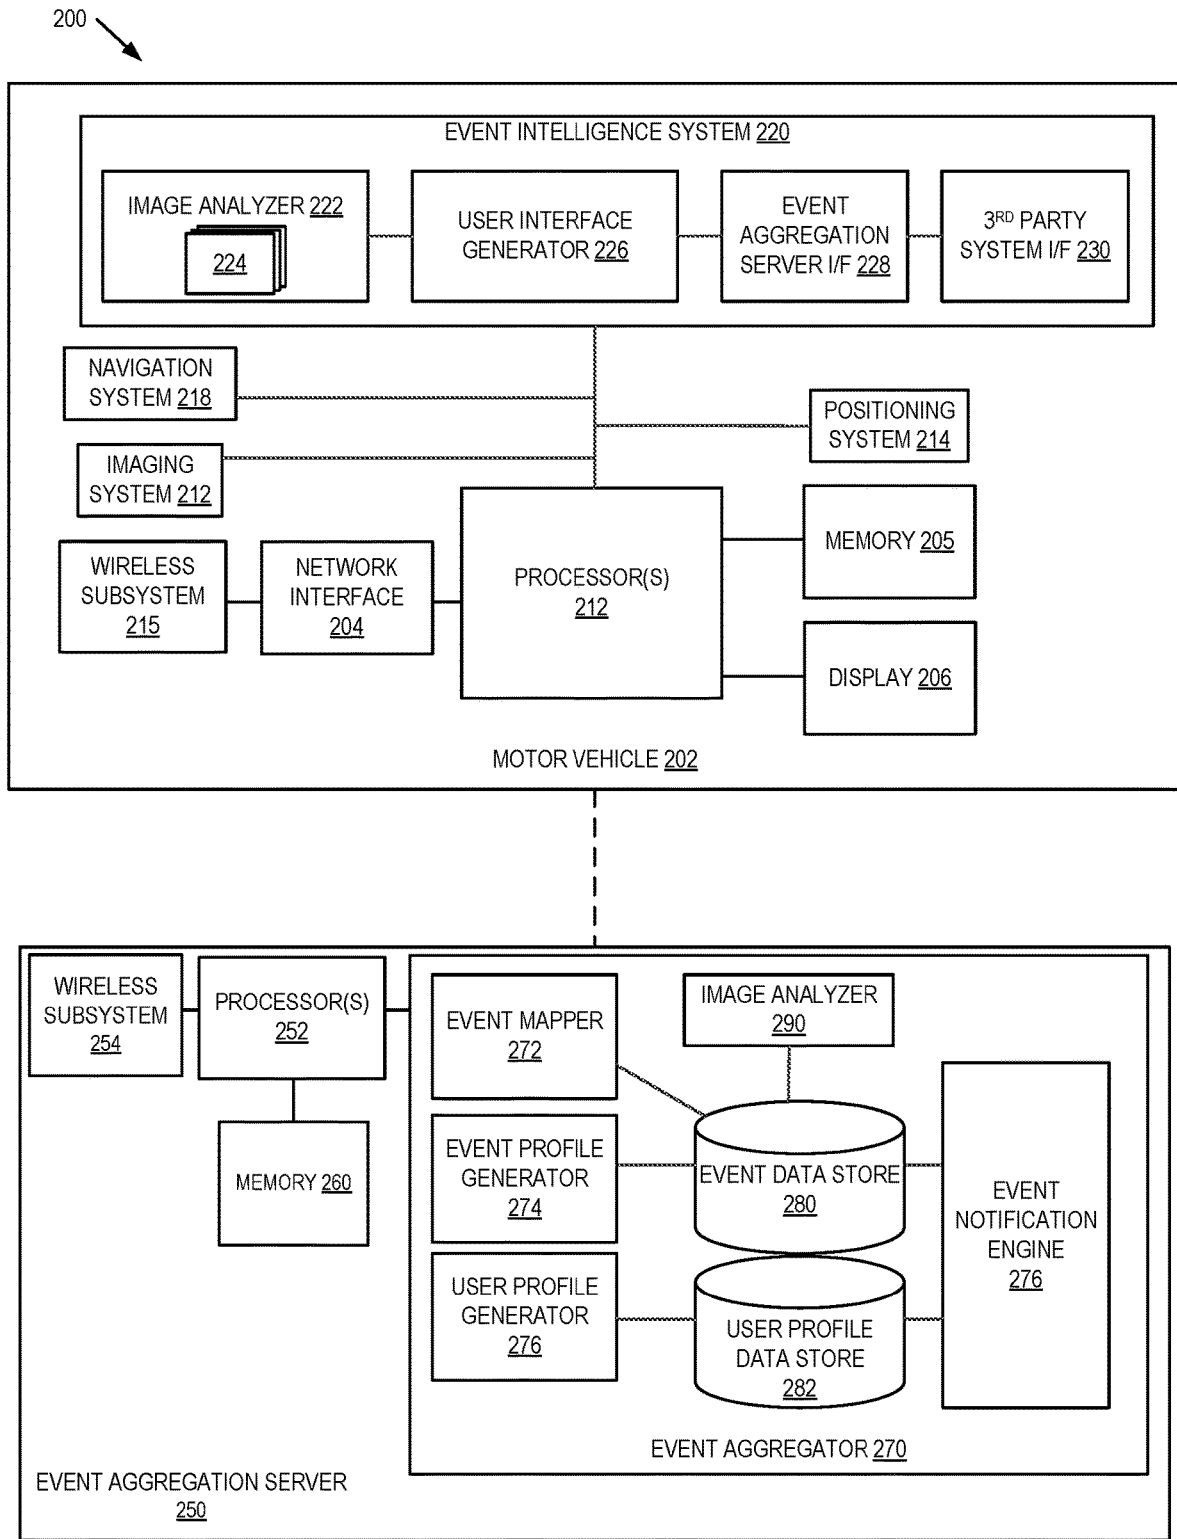 200
EVENT INTELLIGENCE SYSTEM 220
IMAGE ANALYZER 222
224
USER INTERFACE
GENERATOR 226
EVENT
AGGREGATION
SERVER I/F 228
3RD PARTY
SYSTEM I/F 230
NAVIGATION
SYSTEM 218
POSITIONING
SYSTEM 214
IMAGING
SYSTEM 212
WIRELESS
SUBSYSTEM
215
NETWORK
INTERFACE
204
PROCESSOR(S)
212
MEMORY 205
DISPLAY 206
MOTOR VEHICLE 202
WIRELESS
SUBSYSTEM
254
PROCESSOR(S)
252
MEMORY 260
EVENT MAPPER
272
IMAGE ANALYZER
290
EVENT PROFILE
GENERATOR
274
EVENT DATA STORE
280
USER PROFILE
GENERATOR
276
USER PROFILE
DATA STORE
282
EVENT
NOTIFICATION
ENGINE
276
EVENT AGGREGATOR 270
EVENT AGGREGATION SERVER
250